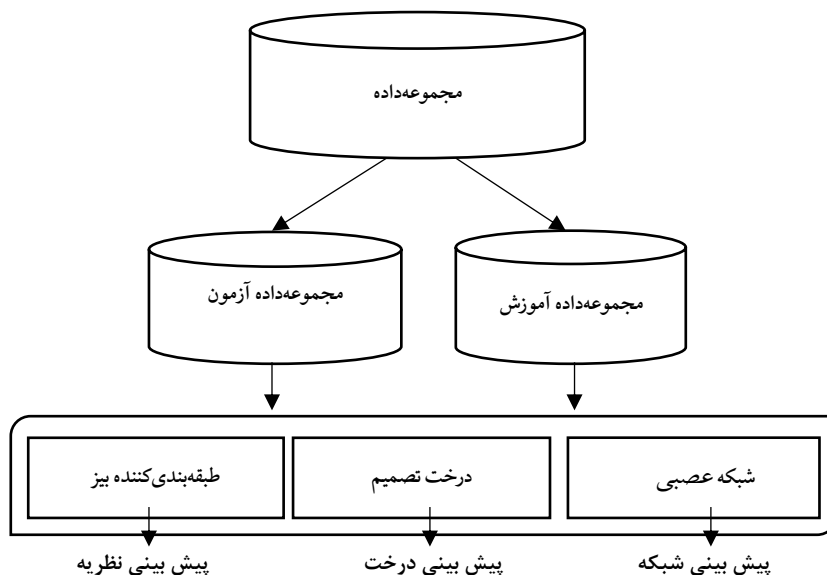 مجموعه‌داده
مجموعه‌داده آموزش
مجموعه‌داده آزمون
شبکه عصبی
درخت تصمیم
طبقه‌بندی‌کننده بیز
پیش بینی شبکه
پیش بینی درخت
پیش بینی نظریه